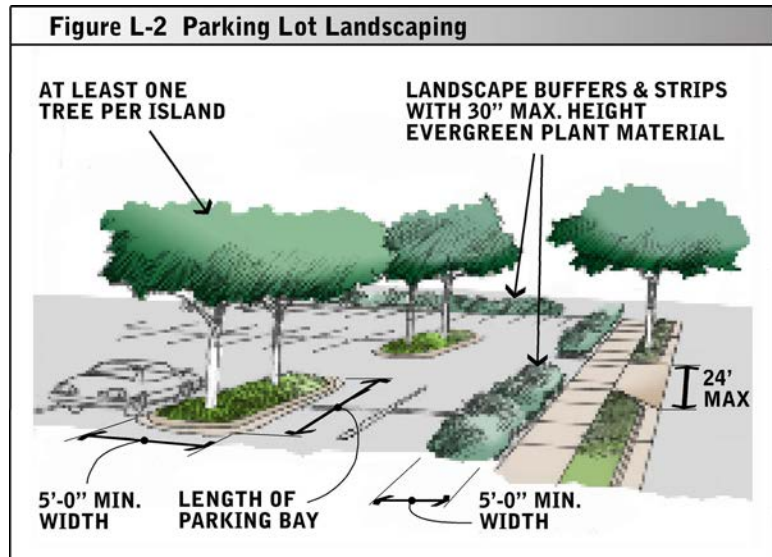 Figure L-2 Parking Lot Landscaping
AT LEAST ONE
TREE PER ISLAND
LANDSCAPE BUFFERS & STRIPS
WITH 30” MAX. HEIGHT
EVERGREEN PLANT MATERIAL
24’
MAX
5’-0” MIN.
WIDTH
LENGTH OF
PARKING BAY
5’-0” MIN.
WIDTH